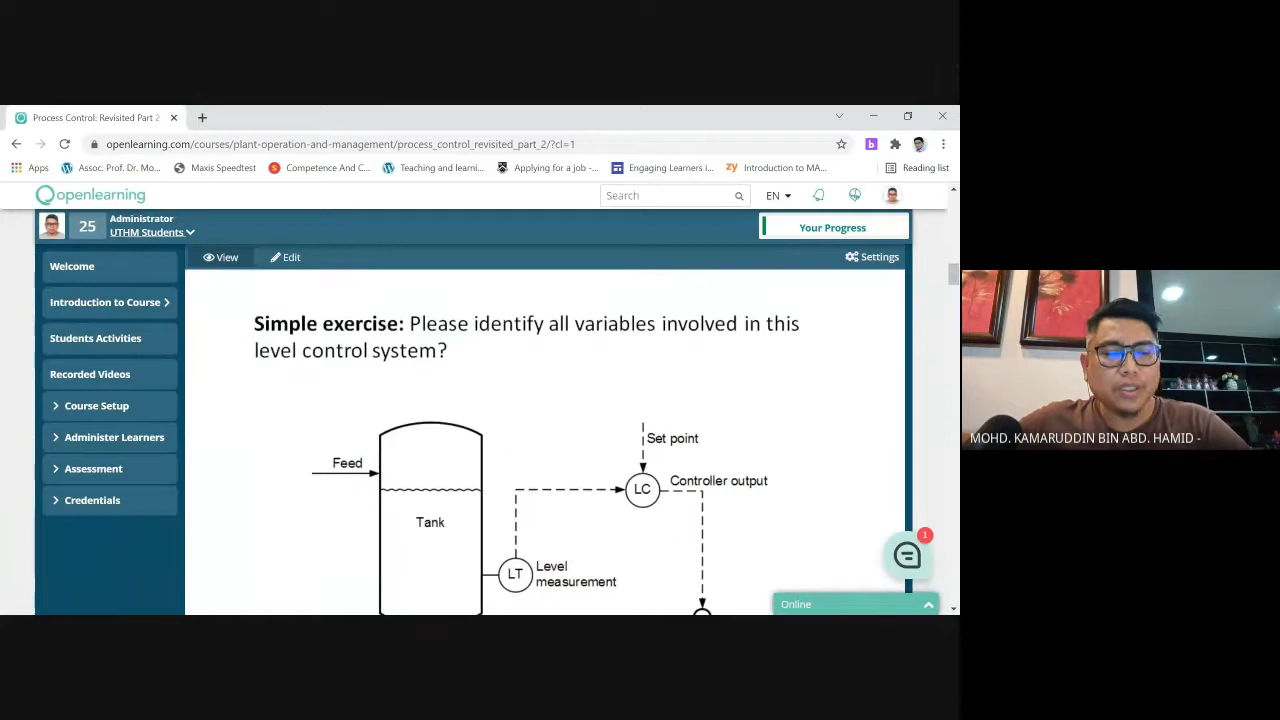 Process Control: Revisited Part 2
openlearning.com/courses/plant-operation-and-management/process_control_revisited_part_2/?cl=1
Apps Assoc. Prof. Dr. Mo... Maxis Speedtest Competence And C... Teaching and learni... Applying for a job -... Engaging Learners i... Introduction to MA... Reading list
openlearning Search EN
25 Administrator
UTHM Students
Your Progress
View Edit Settings
Welcome
Introduction to Course
Students Activities
Recorded Videos
Course Setup
Administer Learners
Assessment
Credentials
Simple exercise: Please identify all variables involved in this
level control system?
Set point
Feed
Controller output
LC
Tank
LT
Level
measurement
1
Online
MOHD. KAMARUDDIN BIN ABD. HAMID -